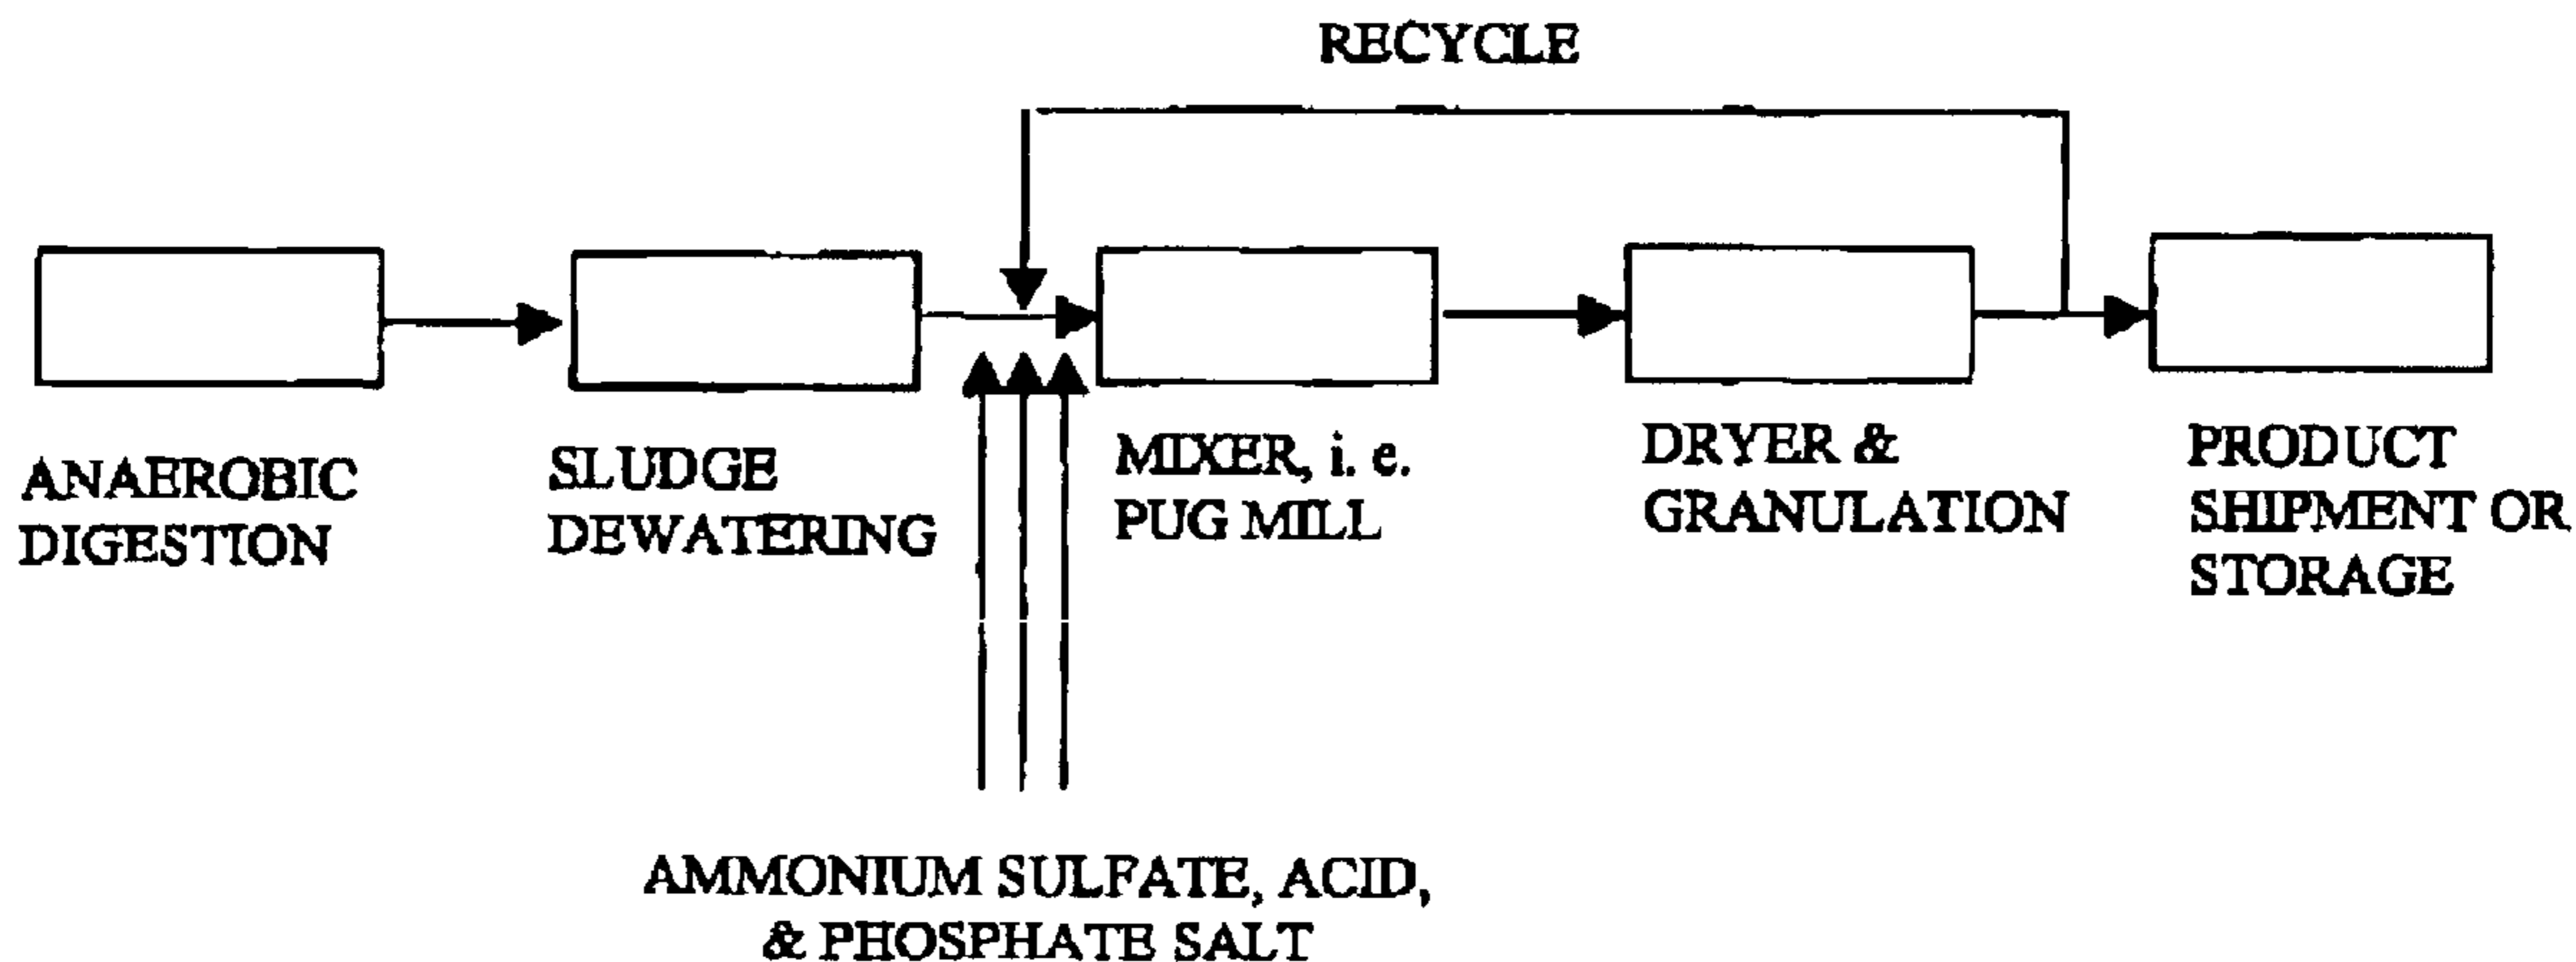 RECYCLE
ANAEROBIC
DIGESTION
SLUDGE
DEWATERING
MIXER, i. e.
PUG MILL
DRYER &
GRANULATION
PRODUCT
SHIPMENT OR
STORAGE
AMMONIUM SULFATE, ACID,
& PHOSPHATE SALT